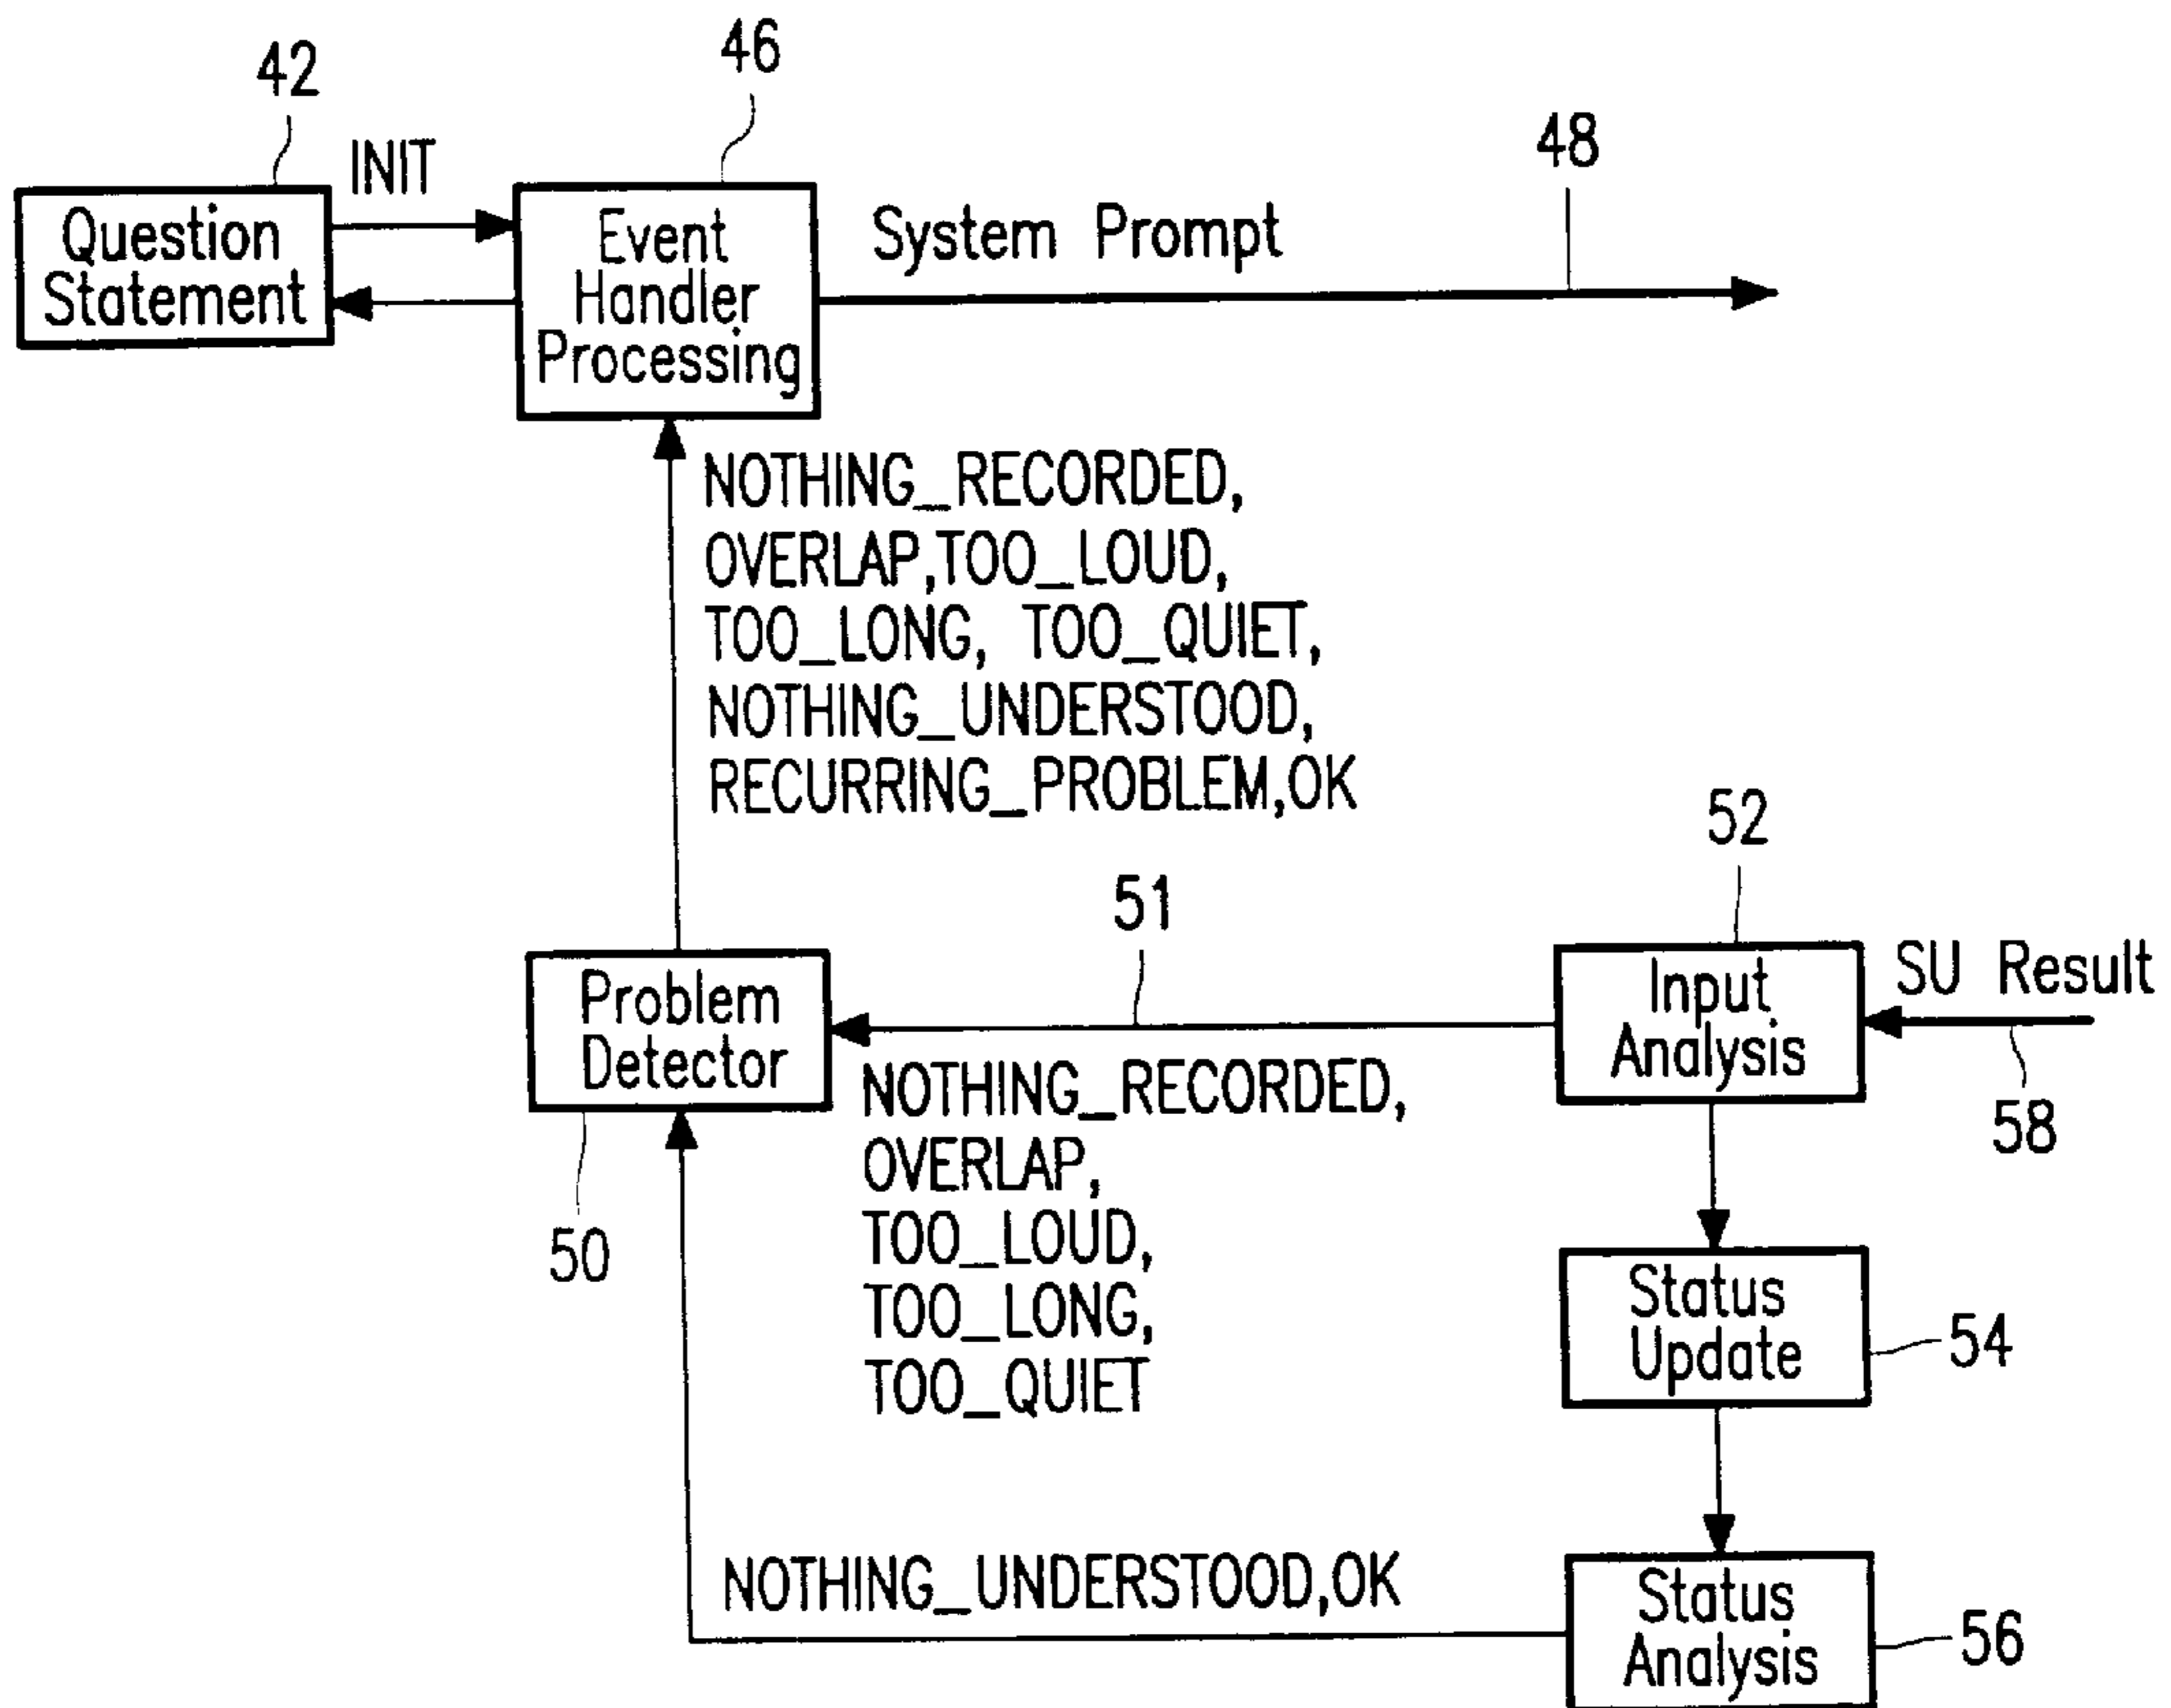 46
42
INIT
48
Question
Statement
Event
Handler
Processing
System Prompt
NOTHING_RECORDED,
OVERLAP,TOO_LOUD,
TOO_LONG, TOO_QUIET,
NOTHING_UNDERSTOOD,
RECURRING_PROBLEM,OK
52
51
Problem
Detector
Input
Analysis
SU Result
58
NOTHING_RECORDED,
OVERLAP,
TOO_LOUD,
TOO_LONG,
TOO_QUIET
50
Status
Update
54
NOTHING_UNDERSTOOD,OK
Status
Analysis
56